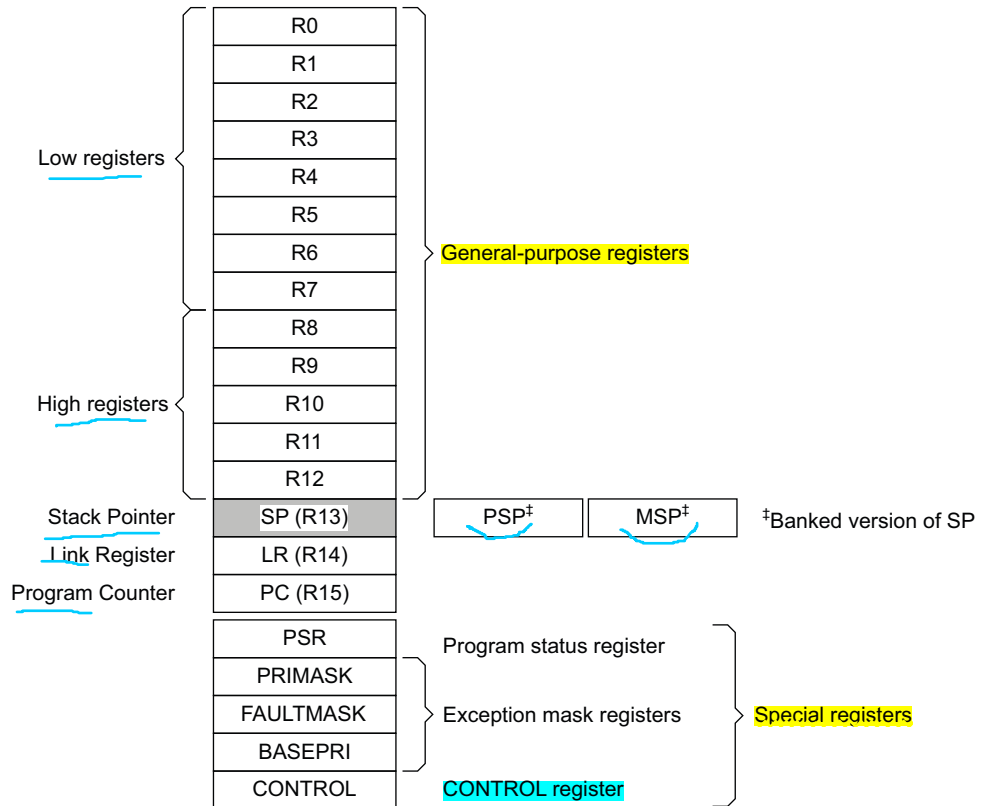 R0
R1
R2
R3
Low registers
R4
R5
R6
General-purpose registers
R7
R8
R9
High registers
R10
R11
R12
Stack Pointer SP (R13) PSP‡ MSP‡ ‡Banked version of SP
Link Register LR (R14)
Program Counter PC (R15)
PSR Program status register
PRIMASK
FAULTMASK Exception mask registers Special registers
BASEPRI
CONTROL CONTROL register